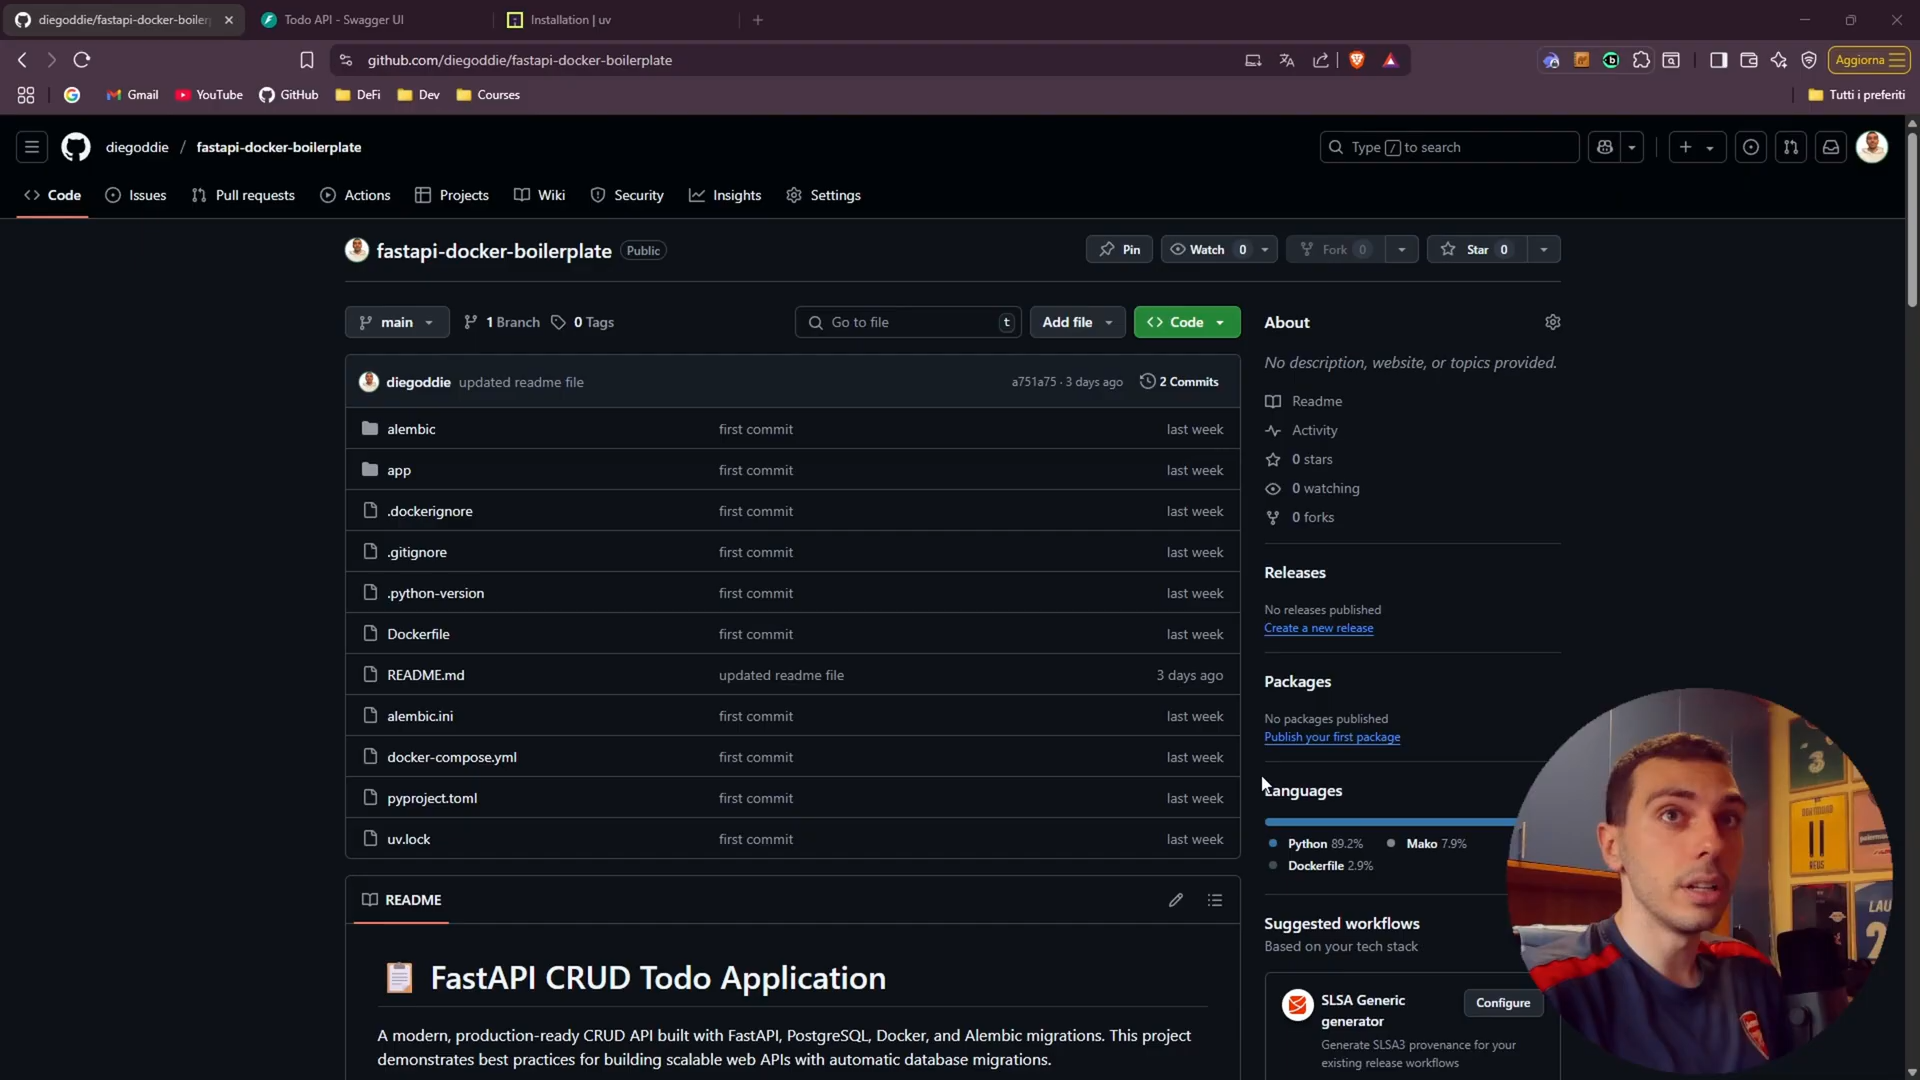 diegoddie/fastapi-docker-boiler
Todo API - Swagger UI
Installation | uv
github.com/diegoddie/fastapi-docker-boilerplate
Aggiorna
Gmail
YouTube
GitHub
DeFi
Dev
Courses
Tutti i preferiti
diegoddie / fastapi-docker-boilerplate
Type / to search
Code
Issues
Pull requests
Actions
Projects
Wiki
Security
Insights
Settings
fastapi-docker-boilerplate Public
Pin
Watch 0
Fork 0
Star 0
main
1 Branch
0 Tags
Go to file t
Add file
Code
diegoddie updated readme file a751a75 · 3 days ago 2 Commits
alembic first commit last week
app first commit last week
.dockerignore first commit last week
.gitignore first commit last week
.python-version first commit last week
Dockerfile first commit last week
README.md updated readme file 3 days ago
alembic.ini first commit last week
docker-compose.yml first commit last week
pyproject.toml first commit last week
uv.lock first commit last week
README
FastAPI CRUD Todo Application
A modern, production-ready CRUD API built with FastAPI, PostgreSQL, Docker, and Alembic migrations. This project
demonstrates best practices for building scalable web APIs with automatic database migrations.
About
No description, website, or topics provided.
Readme
Activity
0 stars
0 watching
0 forks
Releases
No releases published
Create a new release
Packages
No packages published
Publish your first package
Languages
Python 89.2% Mako 7.9%
Dockerfile 2.9%
Suggested workflows
Based on your tech stack
SLSA Generic
generator
Configure
Generate SLSA3 provenance for your
existing release workflows
3
11
REUS
LAU